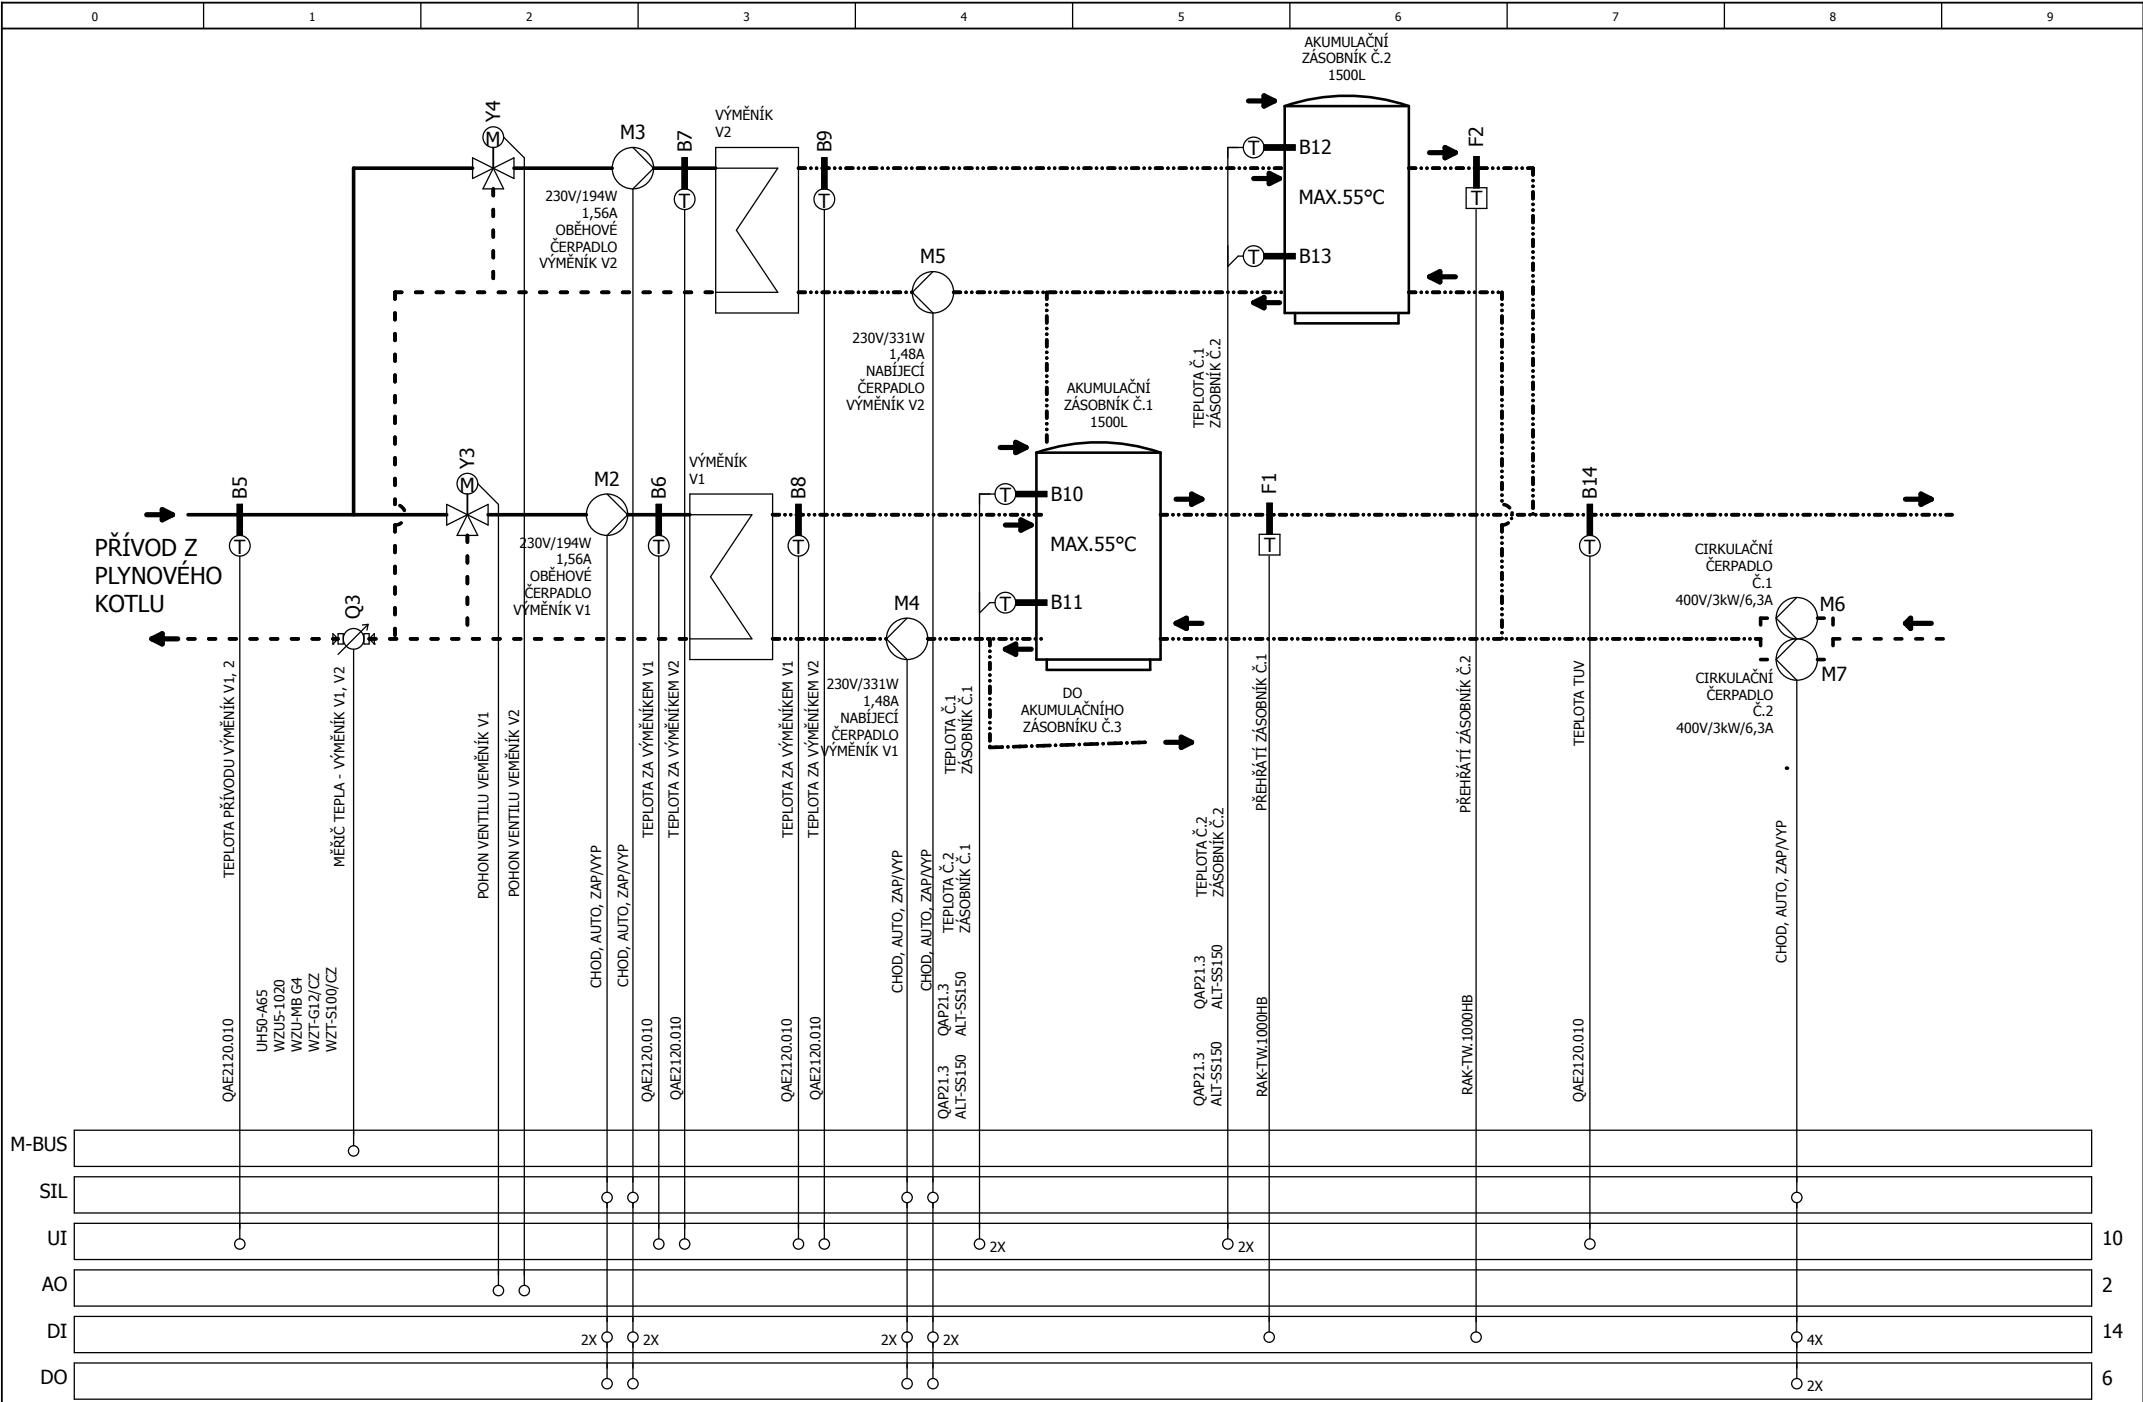 0 1 2 3 4 5 6 7 8 9
AKUMULAČNÍ
ZÁSOBNÍK Č.2
1500L
Y4
M
M3
B7
VÝMĚNÍK
V2
B9
T
T
T
B12
F2
T
MAX.55°C
T
B13
230V/194W
1,56A
OBĚHOVÉ
ČERPADLO
VÝMĚNÍK V2
M5
230V/331W
1,48A
NABÍJECÍ
ČERPADLO
VÝMĚNÍK V2
TEPLOTA Č.1
ZÁSOBNÍK Č.2
AKUMULAČNÍ
ZÁSOBNÍK Č.1
1500L
B5
T
Y3
M
M2
B6
T
VÝMĚNÍK
V1
B8
T
T
B10
MAX.55°C
T
B11
F1
T
B14
T
PŘÍVOD Z
PLYNOVÉHO
KOTLU
Q3
230V/194W
1,56A
OBĚHOVÉ
ČERPADLO
VÝMĚNÍK V1
M4
230V/331W
1,48A
NABÍJECÍ
ČERPADLO
VÝMĚNÍK V1
CIRKULAČNÍ
ČERPADLO
Č.1
400V/3kW/6,3A
M6
M7
CIRKULAČNÍ
ČERPADLO
Č.2
400V/3kW/6,3A
DO
AKUMULAČNÍHO
ZÁSOBNÍKU Č.3
TEPLOTA PŘÍVODU VÝMĚNÍK V1, 2
MĚŘIČ TEPLA - VÝMĚNÍK V1, V2
POHON VENTILU VEMĚNÍK V1
POHON VENTILU VEMĚNÍK V2
CHOD, AUTO, ZAP/VYP
CHOD, AUTO, ZAP/VYP
TEPLOTA ZA VÝMĚNÍKEM V1
TEPLOTA ZA VÝMĚNÍKEM V2
TEPLOTA ZA VÝMĚNÍKEM V1
TEPLOTA ZA VÝMĚNÍKEM V2
CHOD, AUTO, ZAP/VYP
CHOD, AUTO, ZAP/VYP
TEPLOTA Č.1
ZÁSOBNÍK Č.1
TEPLOTA Č.2
ZÁSOBNÍK Č.1
TEPLOTA Č.2
ZÁSOBNÍK Č.2
PŘEHŘÁTÍ ZÁSOBNÍK Č.1
PŘEHŘÁTÍ ZÁSOBNÍK Č.2
TEPLOTA TUV
CHOD, AUTO, ZAP/VYP
QAE2120.010
UH50-A65
WZU5-1020
WZU-MB G4
WZT-G12/CZ
WZT-S100/CZ
QAE2120.010
QAE2120.010
QAE2120.010
QAE2120.010
QAP21.3
ALT-SS150
QAP21.3
ALT-SS150
QAP21.3
ALT-SS150
QAP21.3
ALT-SS150
RAK-TW.1000HB
RAK-TW.1000HB
QAE2120.010
M-BUS
SIL
UI 2X 2X 10
AO 2
DI 2X 2X 2X 2X 4X 14
DO 2X 6